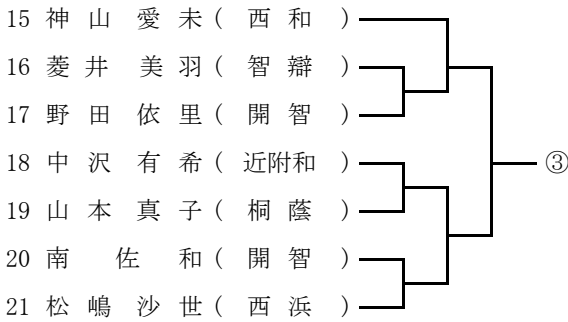 15 神山愛未(西和)
16 菱井美羽(智辯)
17 野田依里(開智)
18 中沢有希(近附和)
19 山本真子(桐蔭)
③
20 南佐和(開智)
21 松嶋沙世(西浜)